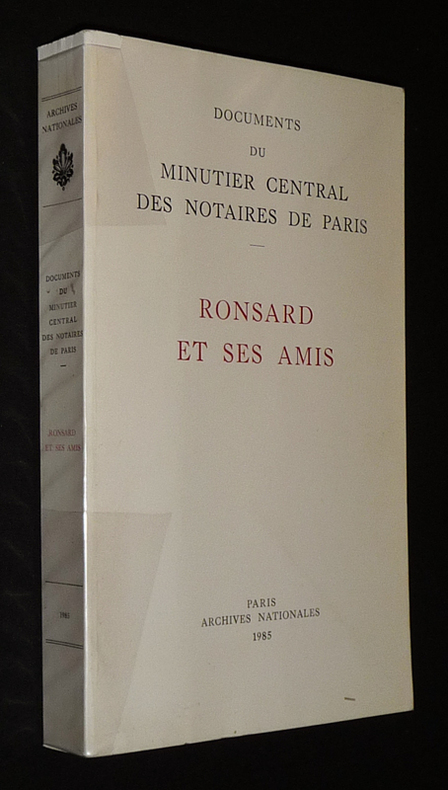 ARCHIVES
NATIONALES
DOCUMENTS
DU
MINUTIER
CENTRAL
DES NOTAIRES
DE PARIS
RONSARD
ET SES AMIS
1985
DOCUMENTS
DU
MINUTIER CENTRAL
DES NOTAIRES DE PARIS
RONSARD
ET SES AMIS
PARIS
ARCHIVES NATIONALES
1985